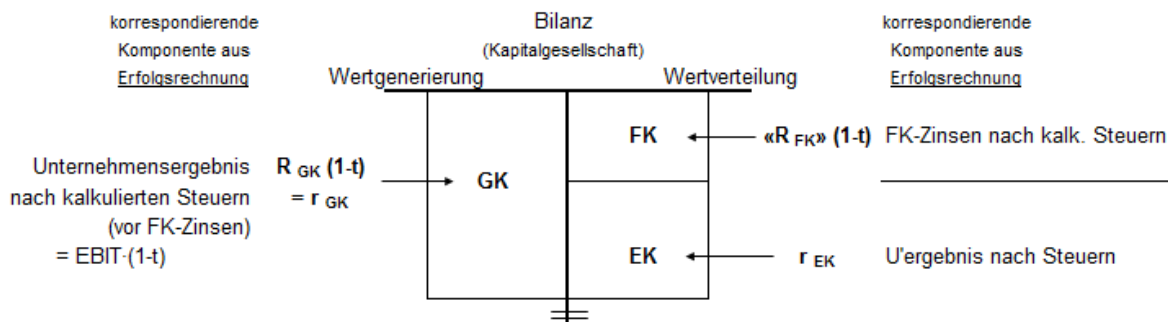 korrespondierende
Komponente aus
Erfolgsrechnung
Bilanz
(Kapitalgesellschaft)
korrespondierende
Komponente aus
Erfolgsrechnung
Wertgenerierung
Wertverteilung
Unternehmensergebnis
nach kalkulierten Steuern
(vor FK-Zinsen)
= EBIT·(1-t)
R GK (1-t)
= r GK
GK
FK
«R FK» (1-t)
FK-Zinsen nach kalk. Steuern
EK
r EK
U'ergebnis nach Steuern